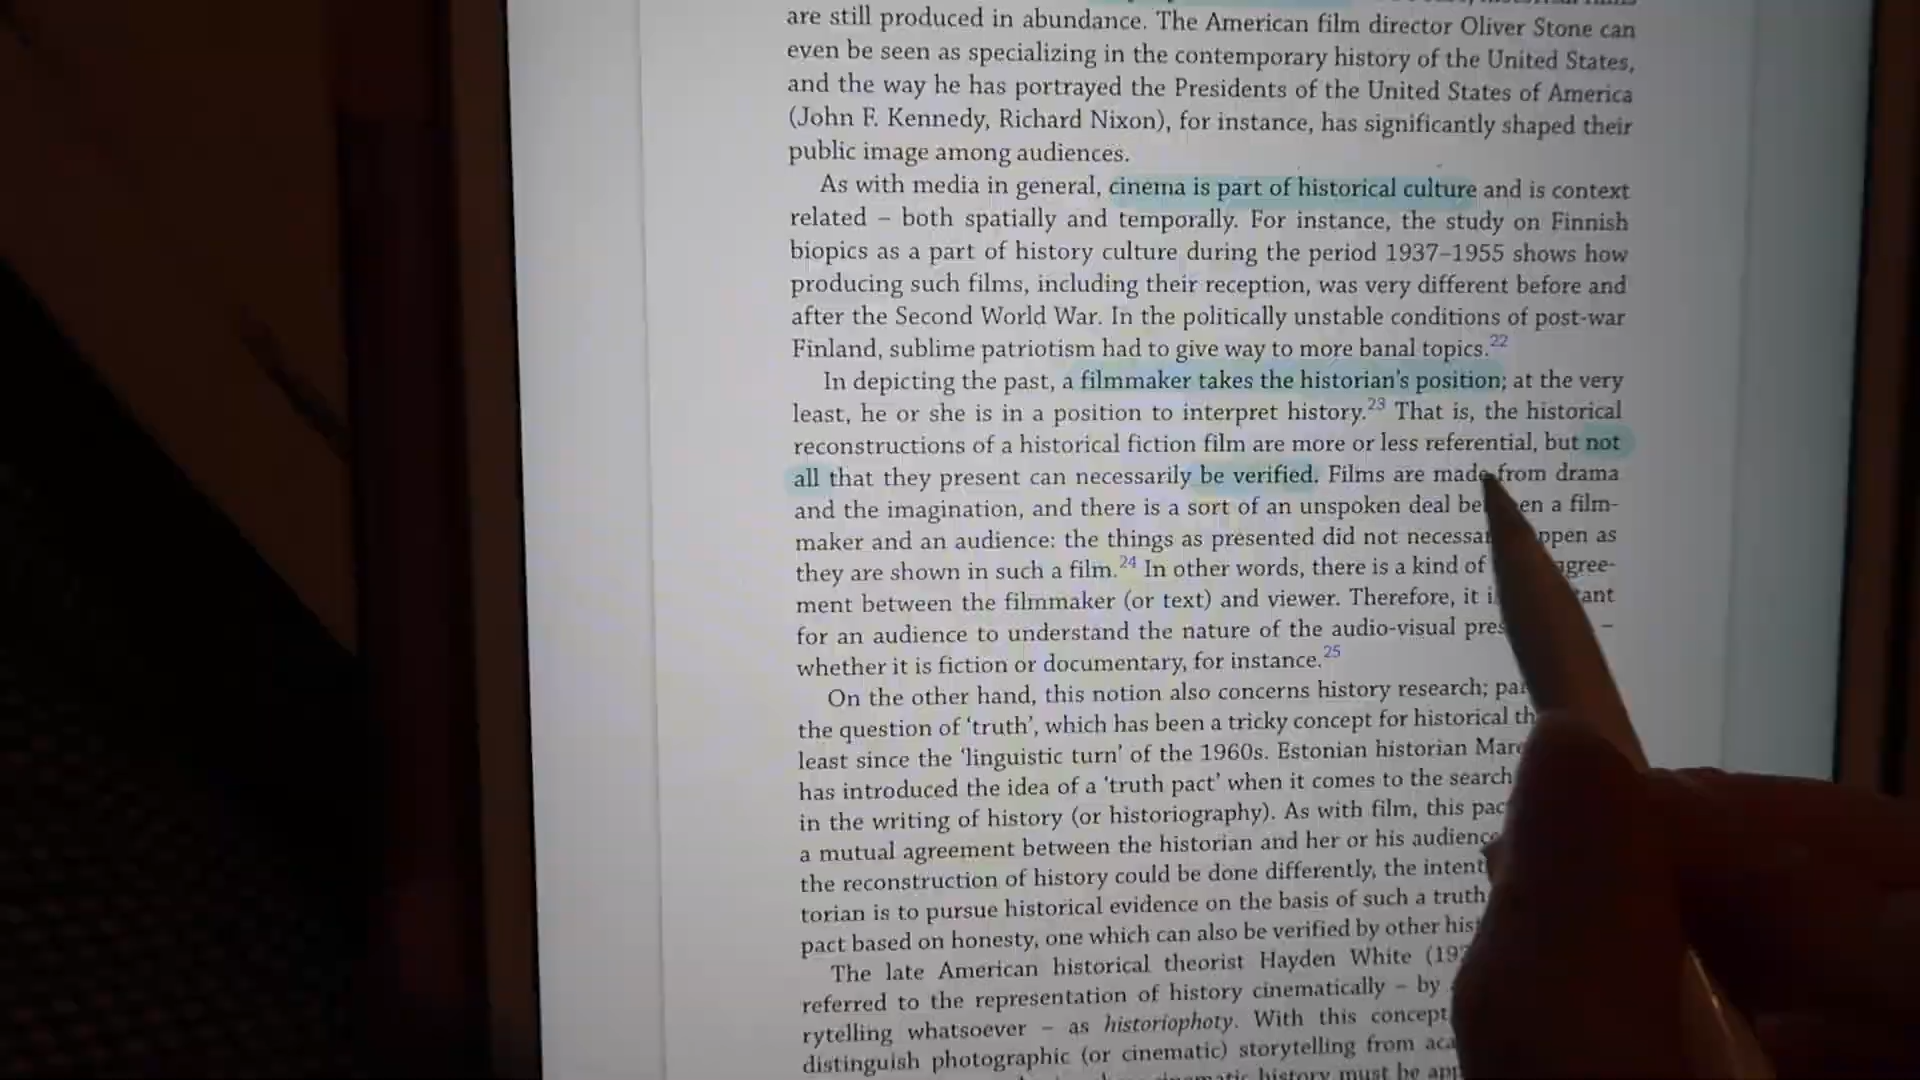 are still produced in abundance. The American film director Oliver Stone can
even be seen as specializing in the contemporary history of the United States,
and the way he has portrayed the Presidents of the United States of America
(John F. Kennedy, Richard Nixon), for instance, has significantly shaped their
public image among audiences.
As with media in general, cinema is part of historical culture and is context
related – both spatially and temporally. For instance, the study on Finnish
biopics as a part of history culture during the period 1937–1955 shows how
producing such films, including their reception, was very different before and
after the Second World War. In the politically unstable conditions of post-war
Finland, sublime patriotism had to give way to more banal topics.22
In depicting the past, a filmmaker takes the historian's position; at the very
least, he or she is in a position to interpret history.23 That is, the historical
reconstructions of a historical fiction film are more or less referential, but not
all that they present can necessarily be verified. Films are made from drama
and the imagination, and there is a sort of an unspoken deal a film-
maker and an audience: the things as presented did not as
they are shown in such a film.24 In other words, there is a kind of agree-
ment between the filmmaker (or text) and viewer. Therefore, it
for an audience to understand the nature of the audio-visual –
whether it is fiction or documentary, for instance.25
On the other hand, this notion also concerns history research;
the question of 'truth', which has been a tricky concept for historical
least since the 'linguistic turn' of the 1960s. Estonian historian
has introduced the idea of a 'truth pact' when it comes to the search
in the writing of history (or historiography). As with film, this
a mutual agreement between the historian and her or his
the reconstruction of history could be done differently, the
torian is to pursue historical evidence on the basis of such a truth
pact based on honesty, one which can also be verified by other
The late American historical theorist Hayden White
referred to the representation of history cinematically – by
rytelling whatsoever – as historiophoty. With this concept
distinguish photographic (or cinematic) storytelling from
history must be